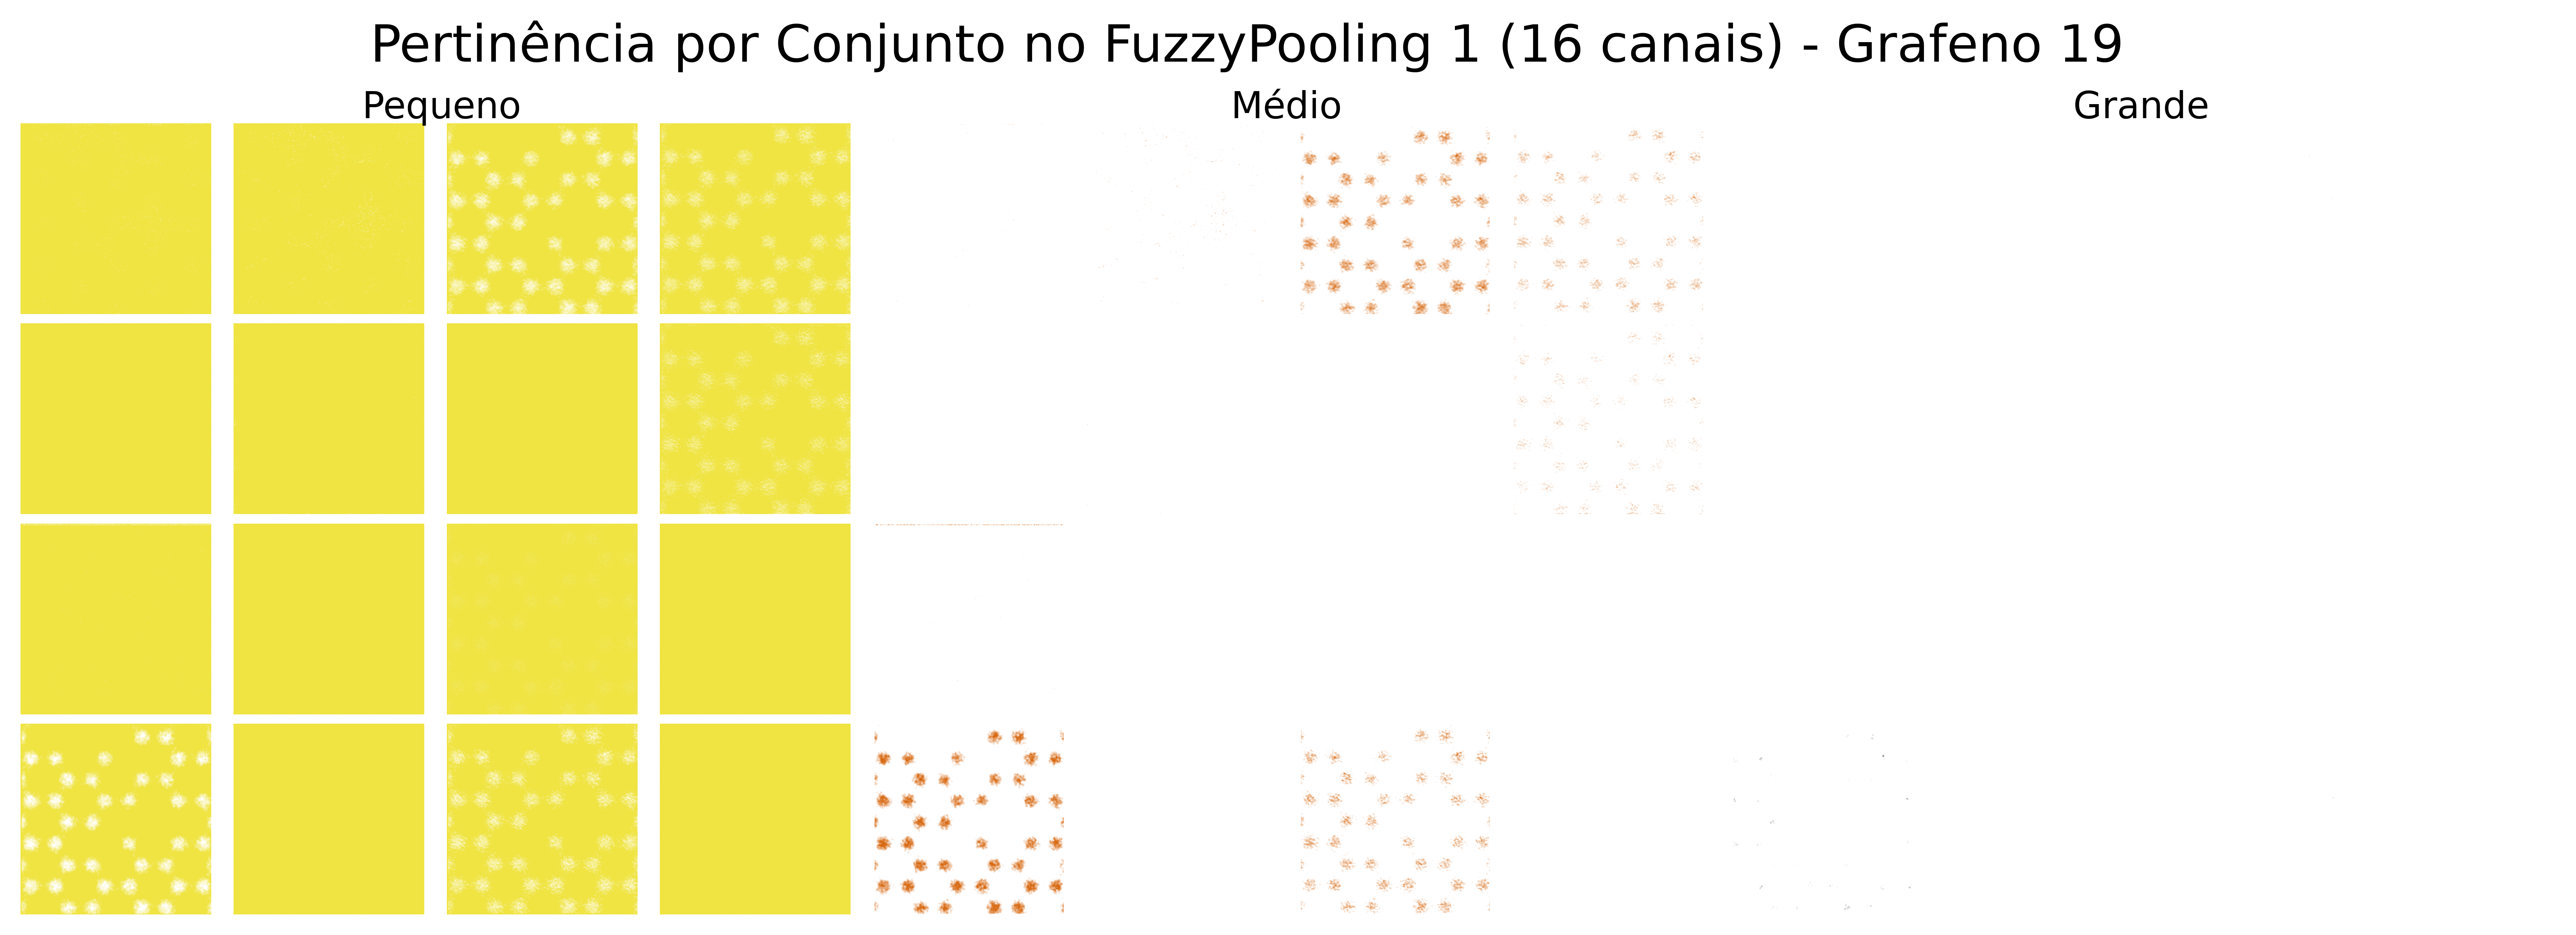 Pertinência por Conjunto no FuzzyPooling 1 (16 canais) - Grafeno 19
Pequeno
Médio
Grande